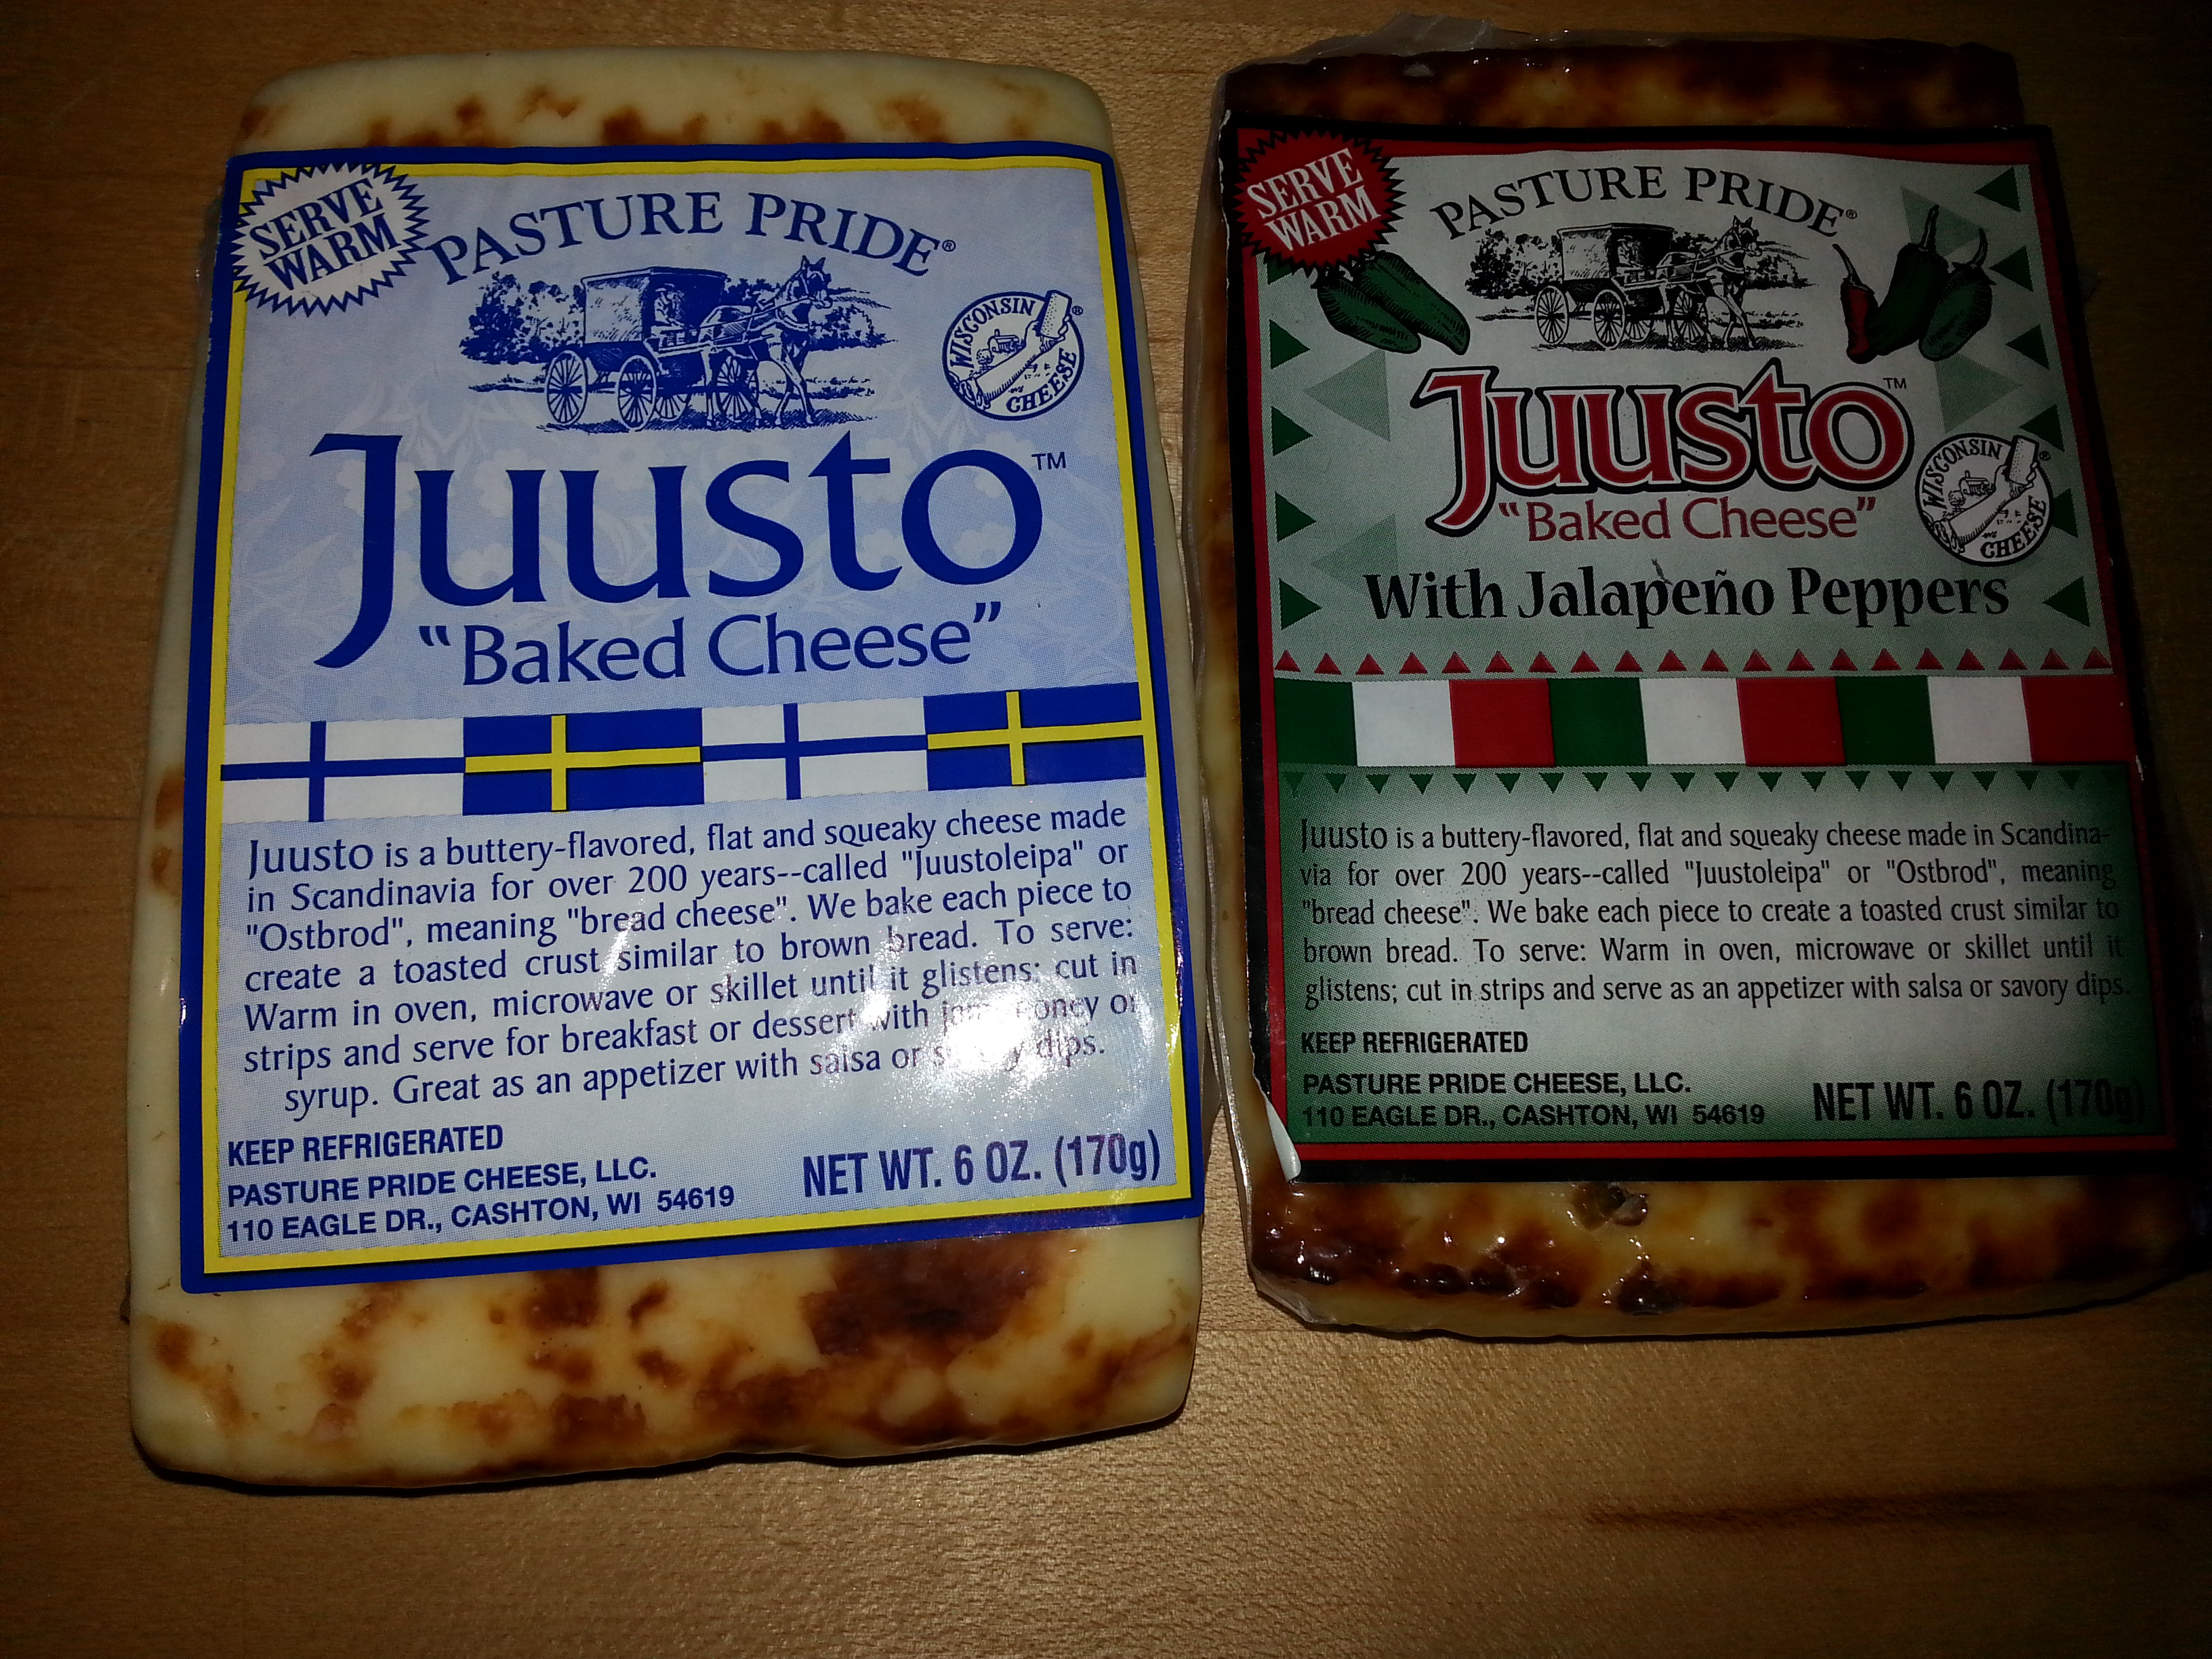 SERVE
WARM
PASTURE PRIDE®
WISCONSIN
CHEESE
®
Juusto™
"Baked Cheese"
Juusto is a buttery-flavored, flat and squeaky cheese made
in Scandinavia for over 200 years--called "Juustoleipa" or
"Ostbrod", meaning "bread cheese". We bake each piece to
create a toasted crust similar to brown bread. To serve:
Warm in oven, microwave or skillet until it glistens; cut in
strips and serve for breakfast or dessert with honey or
syrup. Great as an appetizer with salsa or dips.
KEEP REFRIGERATED
PASTURE PRIDE CHEESE, LLC.
110 EAGLE DR., CASHTON, WI 54619
NET WT. 6 OZ. (170g)
SERVE
WARM
PASTURE PRIDE®
Juusto™
"Baked Cheese"
WISCONSIN
CHEESE
®
With Jalapeño Peppers
Juusto is a buttery-flavored, flat and squeaky cheese made in Scandina-
via for over 200 years--called "Juustoleipa" or "Ostbrod", meaning
"bread cheese". We bake each piece to create a toasted crust similar to
brown bread. To serve: Warm in oven, microwave or skillet until it
glistens; cut in strips and serve as an appetizer with salsa or savory dips.
KEEP REFRIGERATED
PASTURE PRIDE CHEESE, LLC.
110 EAGLE DR., CASHTON, WI 54619
NET WT. 6 OZ. (170g)